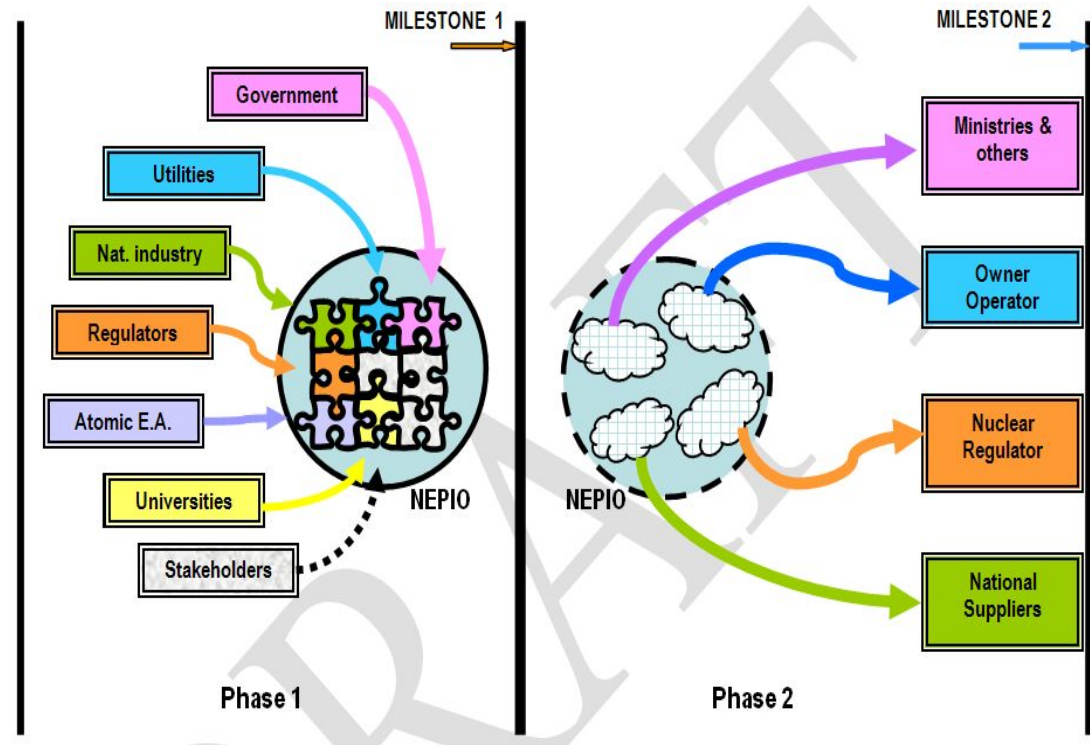 MILESTONE 1
MILESTONE 2
Government
Utilities
Nat. industry
Regulators
Atomic E.A.
Universities
Stakeholders
NEPIO
Phase 1
Ministries &
others
Owner
Operator
Nuclear
Regulator
National
Suppliers
NEPIO
Phase 2
DRAFT